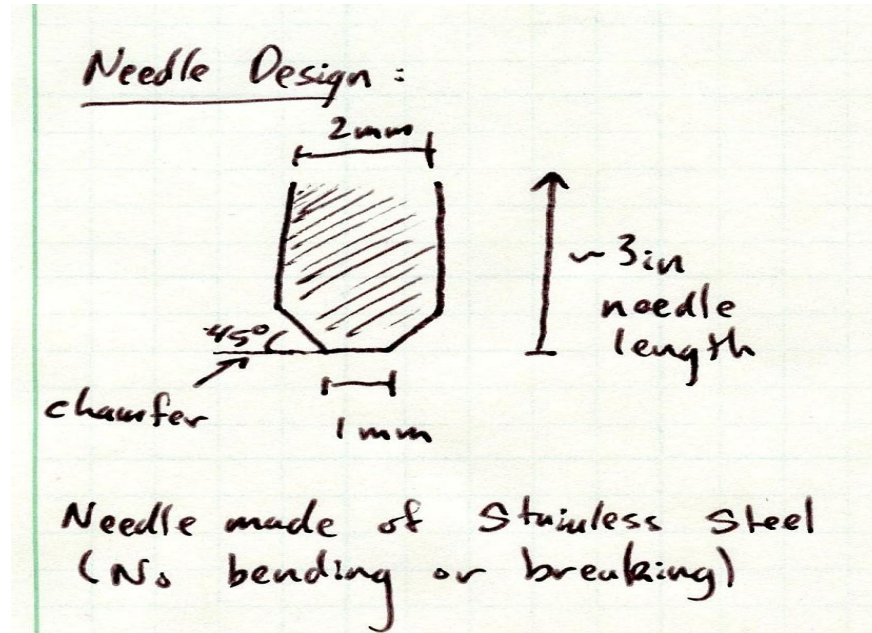 Needle Design:
2mm
~3in
needle
length
45°
chamfer
1mm
Needle made of Stainless Steel
(No bending or breaking)